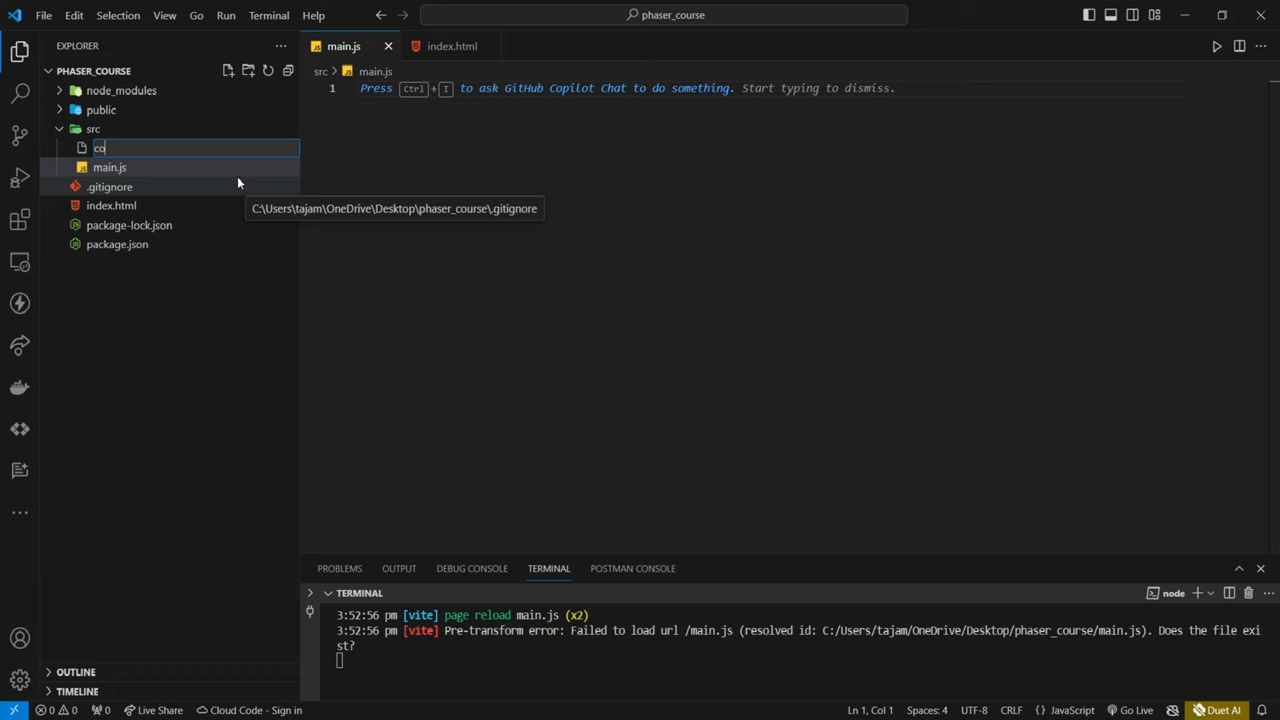 File Edit Selection View Go Run Terminal Help
phaser_course
EXPLORER
main.js
index.html
PHASER_COURSE
src > main.js
node_modules
1
Press Ctrl + I to ask GitHub Copilot Chat to do something. Start typing to dismiss.
public
src
co
main.js
.gitignore
C:\Users\tajam\OneDrive\Desktop\phaser_course\.gitignore
index.html
package-lock.json
package.json
PROBLEMS OUTPUT DEBUG CONSOLE TERMINAL POSTMAN CONSOLE
TERMINAL
node
3:52:56 pm [vite] page reload main.js (x2)
3:52:56 pm [vite] Pre-transform error: Failed to load url /main.js (resolved id: C:/Users/tajam/OneDrive/Desktop/phaser_course/main.js). Does the file exi
st?
OUTLINE
TIMELINE
0 0 0 Live Share Cloud Code - Sign in Ln 1, Col 1 Spaces: 4 UTF-8 CRLF {} JavaScript Go Live Duet AI